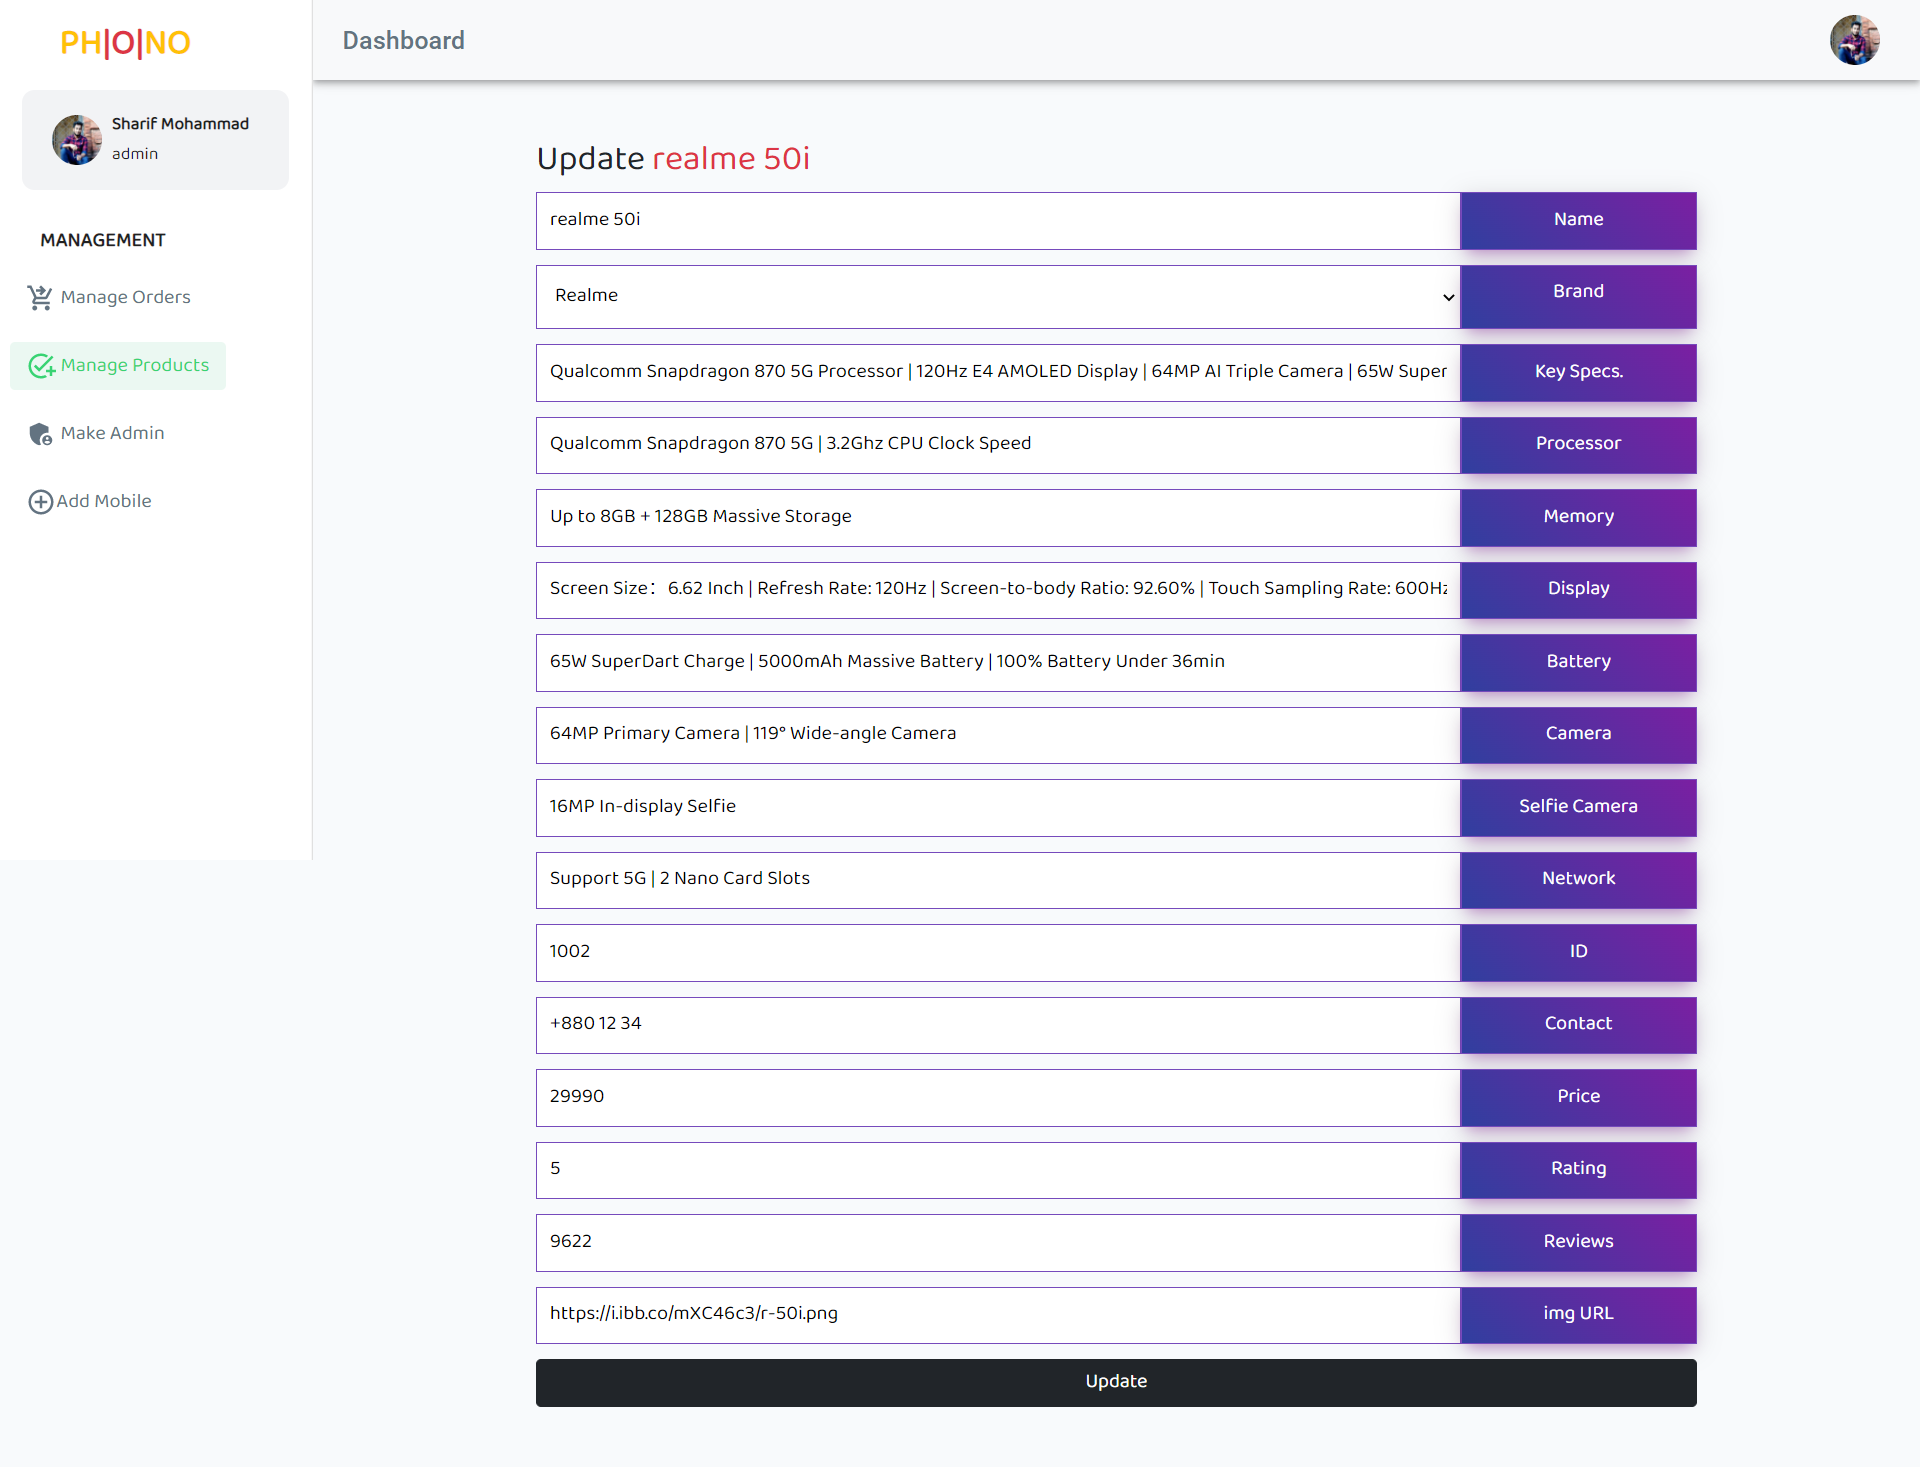 PH|O|NO
Dashboard
Sharif Mohammad
admin
MANAGEMENT
Manage Orders
Manage Products
Make Admin
Add Mobile
Update realme 50i
realme 50i
Name
Realme
Brand
Qualcomm Snapdragon 870 5G Processor | 120Hz E4 AMOLED Display | 64MP AI Triple Camera | 65W Super
Key Specs.
Qualcomm Snapdragon 870 5G | 3.2Ghz CPU Clock Speed
Processor
Up to 8GB + 128GB Massive Storage
Memory
Screen Size： 6.62 Inch | Refresh Rate: 120Hz | Screen-to-body Ratio: 92.60% | Touch Sampling Rate: 600Hz
Display
65W SuperDart Charge | 5000mAh Massive Battery | 100% Battery Under 36min
Battery
64MP Primary Camera | 119° Wide-angle Camera
Camera
16MP In-display Selfie
Selfie Camera
Support 5G | 2 Nano Card Slots
Network
1002
ID
+880 12 34
Contact
29990
Price
5
Rating
9622
Reviews
https://i.ibb.co/mXC46c3/r-50i.png
img URL
Update